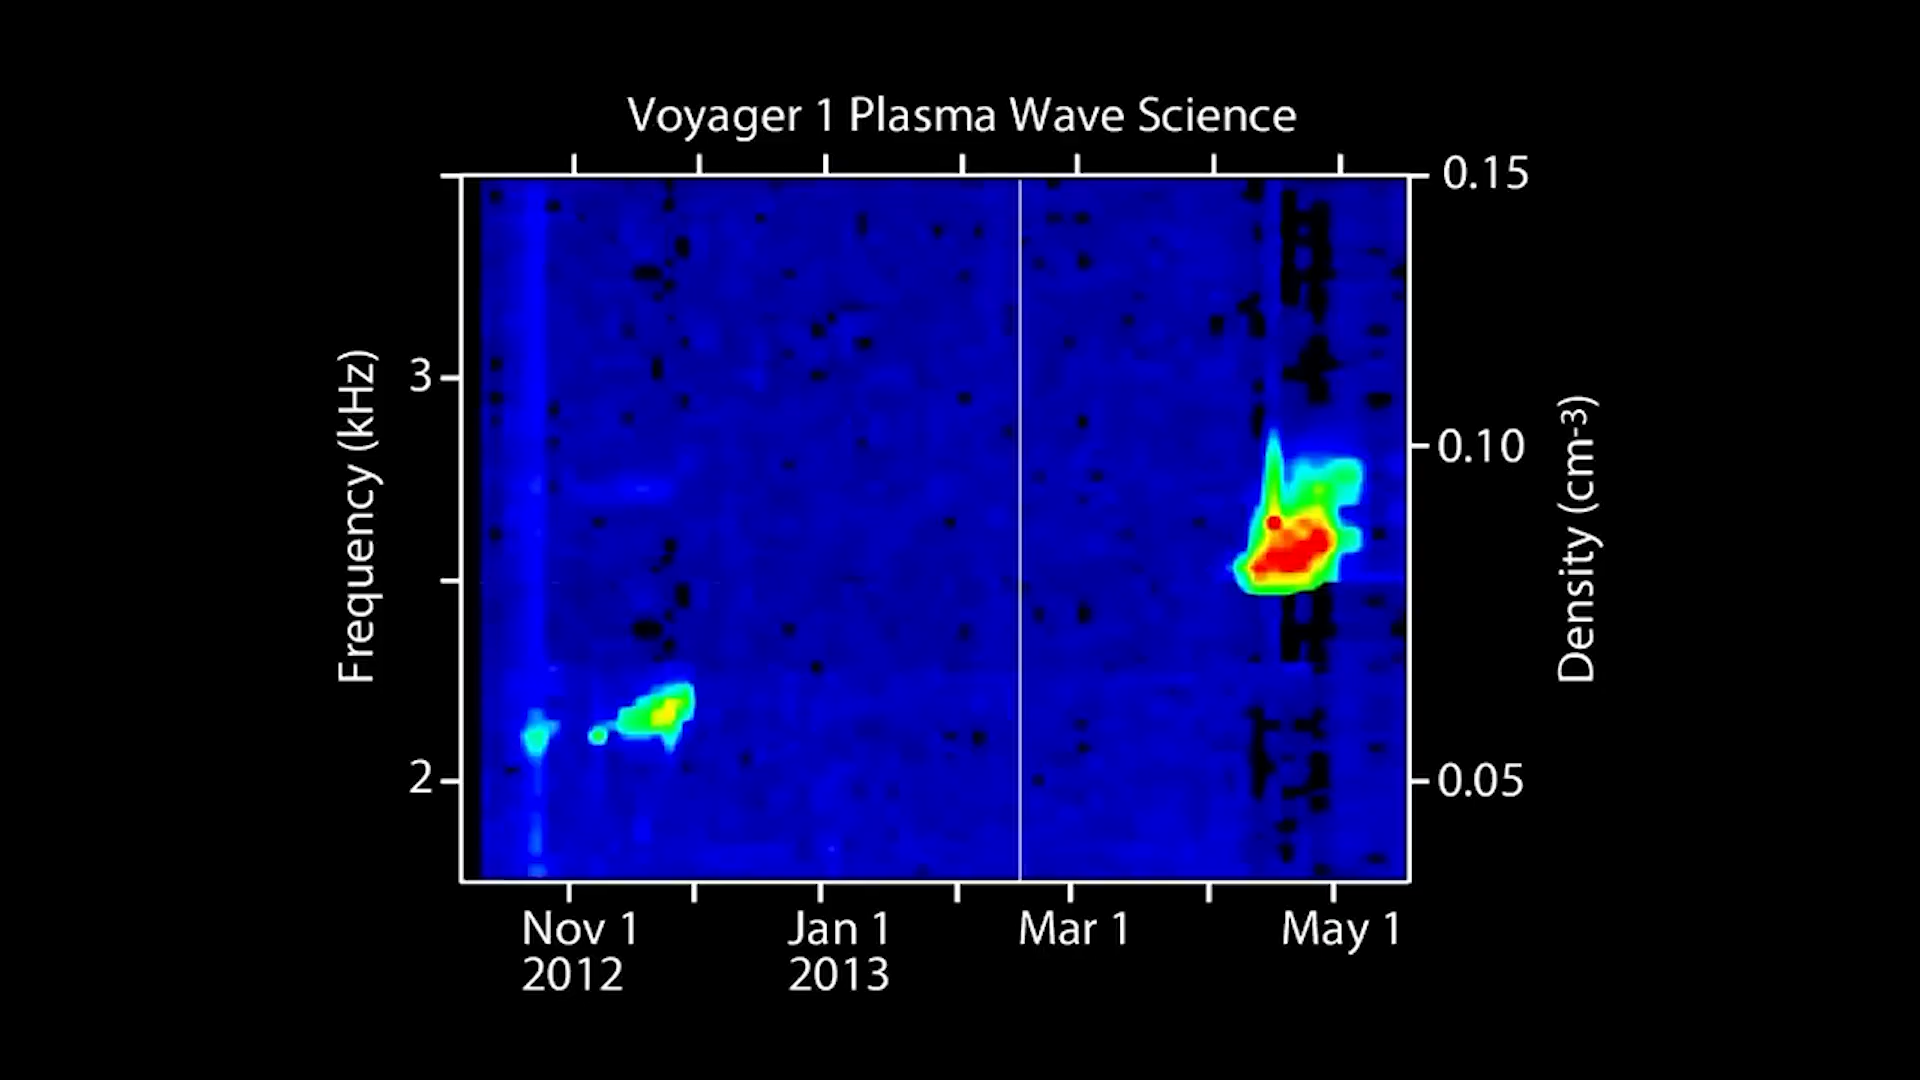 Voyager 1 Plasma Wave Science
0.15
3
0.10
Frequency (kHz)
Density (cm-3)
2
0.05
Nov 1 Jan 1 Mar 1 May 1
2012 2013